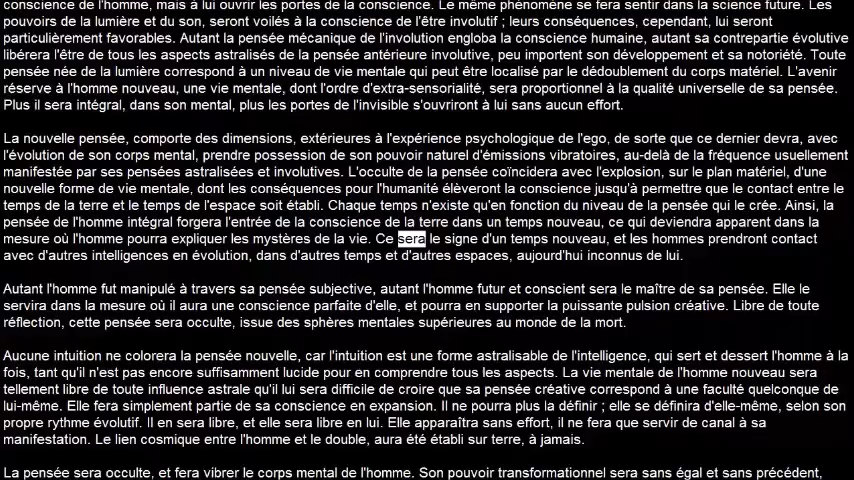 conscience de l'homme, mais à lui ouvrir les portes de la conscience. Le même phénomène se fera sentir dans la science future. Les
pouvoirs de la lumière et du son, seront voilés à la conscience de l'être involutif ; leurs conséquences, cependant, lui seront
particulièrement favorables. Autant la pensée mécanique de l'involution engloba la conscience humaine, autant sa contrepartie évolutive
libérera l'être de tous les aspects astralisés de la pensée antérieure involutive, peu importent son développement et sa notoriété. Toute
pensée née de la lumière correspond à un niveau de vie mentale qui peut être localisé par le dédoublement du corps matériel. L'avenir
réserve à l'homme nouveau, une vie mentale, dont l'ordre d'extra-sensorialité, sera proportionnel à la qualité universelle de sa pensée.
Plus il sera intégral, dans son mental, plus les portes de l'invisible s'ouvriront à lui sans aucun effort.

La nouvelle pensée, comporte des dimensions, extérieures à l'expérience psychologique de l'ego, de sorte que ce dernier devra, avec
l'évolution de son corps mental, prendre possession de son pouvoir naturel d'émissions vibratoires, au-delà de la fréquence usuellement
manifestée par ses pensées astralisées et involutives. L'occulte de la pensée coïncidera avec l'explosion, sur le plan matériel, d'une
nouvelle forme de vie mentale, dont les conséquences pour l'humanité élèveront la conscience jusqu'à permettre que le contact entre le
temps de la terre et le temps de l'espace soit établi. Chaque temps n'existe qu'en fonction du niveau de la pensée qui le crée. Ainsi, la
pensée de l'homme intégral forgera l'entrée de la conscience de la terre dans un temps nouveau, ce qui deviendra apparent dans la
mesure où l'homme pourra expliquer les mystères de la vie. Ce sera le signe d'un temps nouveau, et les hommes prendront contact
avec d'autres intelligences en évolution, dans d'autres temps et d'autres espaces, aujourd'hui inconnus de lui.

Autant l'homme fut manipulé à travers sa pensée subjective, autant l'homme futur et conscient sera le maître de sa pensée. Elle le
servira dans la mesure où il aura une conscience parfaite d'elle, et pourra en supporter la puissante pulsion créative. Libre de toute
réflection, cette pensée sera occulte, issue des sphères mentales supérieures au monde de la mort.

Aucune intuition ne colorera la pensée nouvelle, car l'intuition est une forme astralisable de l'intelligence, qui sert et dessert l'homme à la
fois, tant qu'il n'est pas encore suffisamment lucide pour en comprendre tous les aspects. La vie mentale de l'homme nouveau sera
tellement libre de toute influence astrale qu'il lui sera difficile de croire que sa pensée créative correspond à une faculté quelconque de
lui-même. Elle fera simplement partie de sa conscience en expansion. Il ne pourra plus la définir ; elle se définira d'elle-même, selon son
propre rythme évolutif. Il en sera libre, et elle sera libre en lui. Elle apparaîtra sans effort, il ne fera que servir de canal à sa
manifestation. Le lien cosmique entre l'homme et le double, aura été établi sur terre, à jamais.

La pensée sera occulte, et fera vibrer le corps mental de l'homme. Son pouvoir transformationnel sera sans égal et sans précédent,